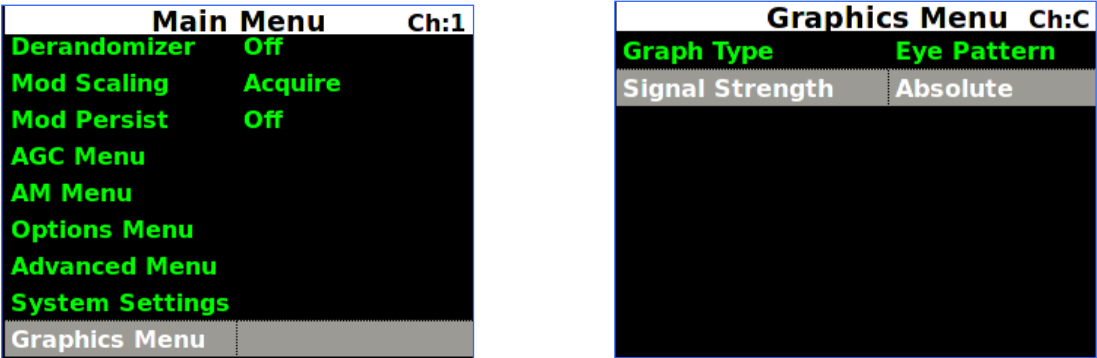 Main Menu Ch:1
Derandomizer Off
Mod Scaling Acquire
Mod Persist Off
AGC Menu
AM Menu
Options Menu
Advanced Menu
System Settings
Graphics Menu
Graphics Menu Ch:C
Graph Type Eye Pattern
Signal Strength Absolute